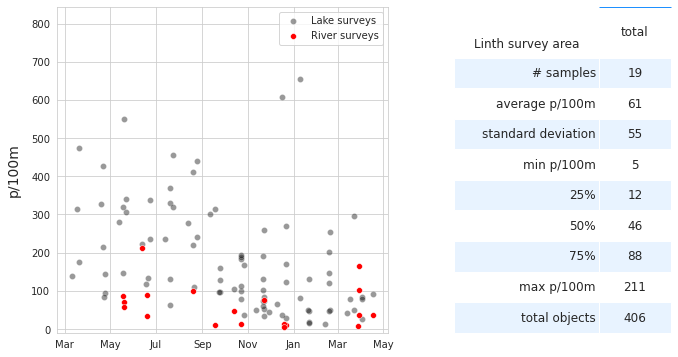 Lake surveys
River surveys
p/100m
800
700
600
500
400
300
200
100
0
Mar May Jul Sep Nov Jan Mar May
total
Linth survey area
# samples 19
average p/100m 61
standard deviation 55
min p/100m 5
25% 12
50% 46
75% 88
max p/100m 211
total objects 406